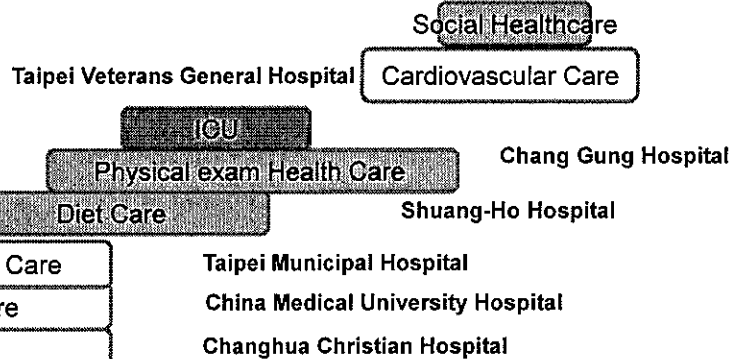 Social Healthcare
Taipei Veterans General Hospital
Cardiovascular Care
ICU
Physical exam Health Care
Chang Gung Hospital
Diet Care
Shuang-Ho Hospital
Care
Taipei Municipal Hospital
re
China Medical University Hospital
Changhua Christian Hospital